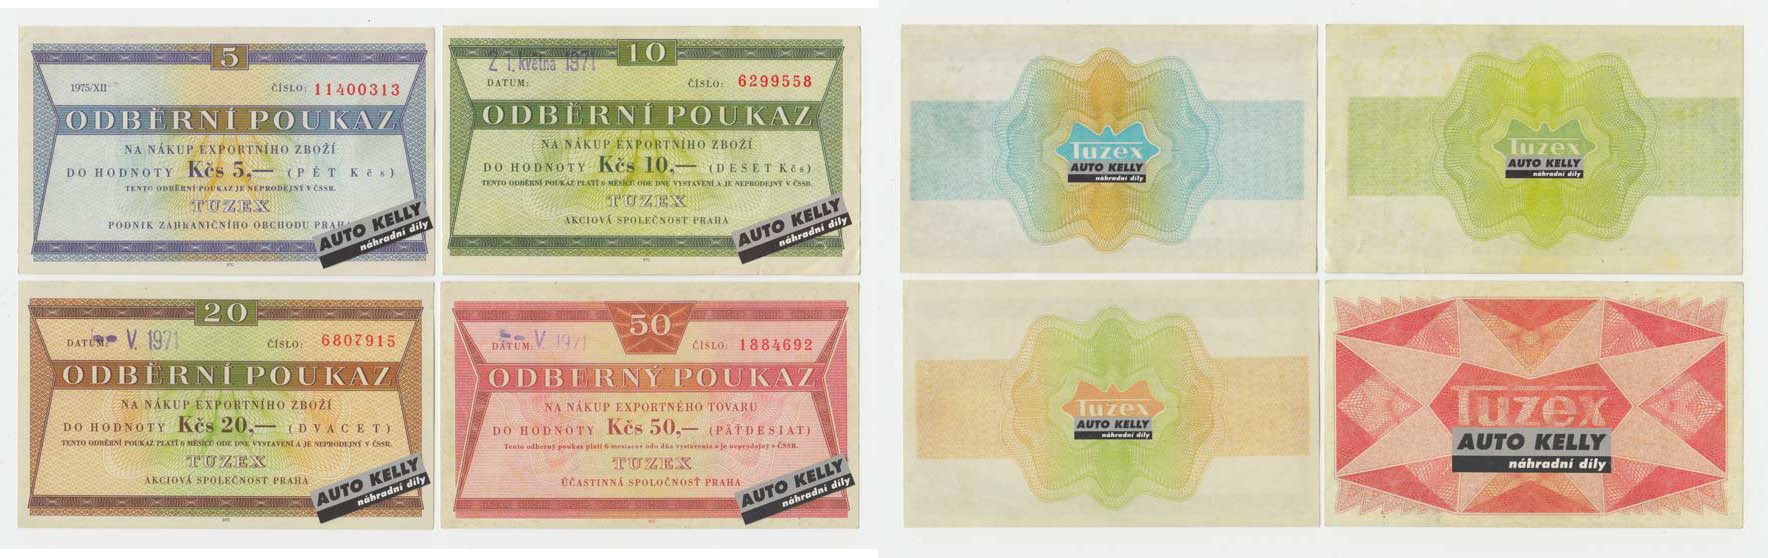 5
1975/XII
ČÍSLO: 11400313
ODBĚRNÍ POUKAZ
NA NÁKUP EXPORTNÍHO ZBOŽÍ
DO HODNOTY Kčs 5,— (PĚT Kčs)
TENTO ODBĚRNÍ POUKAZ JE NEPRODEJNÝ V ČSSR.
TUZEX
PODNIK ZAHRANIČNÍHO OBCHODU PRAHA
AUTO KELLY
náhradní díly
10
21. května 1971
DATUM:
ČÍSLO: 6299558
ODBĚRNÍ POUKAZ
NA NÁKUP EXPORTNÍHO ZBOŽÍ
DO HODNOTY Kčs 10,— (DESET Kčs)
TENTO ODBĚRNÍ POUKAZ PLATÍ 6 MĚSÍCŮ ODE DNE VYSTAVENÍ A JE NEPRODEJNÝ V ČSSR.
TUZEX
AKCIOVÁ SPOLEČNOST PRAHA
AUTO KELLY
náhradní díly
20
DATUM: V. 1971
ČÍSLO: 6807915
ODBĚRNÍ POUKAZ
NA NÁKUP EXPORTNÍHO ZBOŽÍ
DO HODNOTY Kčs 20,— (DVACET)
TENTO ODBĚRNÍ POUKAZ PLATÍ 6 MĚSÍCŮ ODE DNE VYSTAVENÍ A JE NEPRODEJNÝ V ČSSR.
TUZEX
AKCIOVÁ SPOLEČNOST PRAHA
AUTO KELLY
náhradní díly
50
DATUM: V 1971
ČÍSLO: 1884692
ODBERNÝ POUKAZ
NA NÁKUP EXPORTNÉHO TOVARU
DO HODNOTY Kčs 50,— (PÄŤDESIAT)
Tento odberný poukaz platí 6 mesiacov odo dňa vystavenia a je nepredajný v ČSSR.
TUZEX
ÚČASTINNÁ SPOLOČNOSŤ PRAHA
AUTO KELLY
náhradní díly
Tuzex
AUTO KELLY
náhradní díly
Tuzex
AUTO KELLY
náhradní díly
Tuzex
AUTO KELLY
náhradní díly
Tuzex
AUTO KELLY
náhradní díly